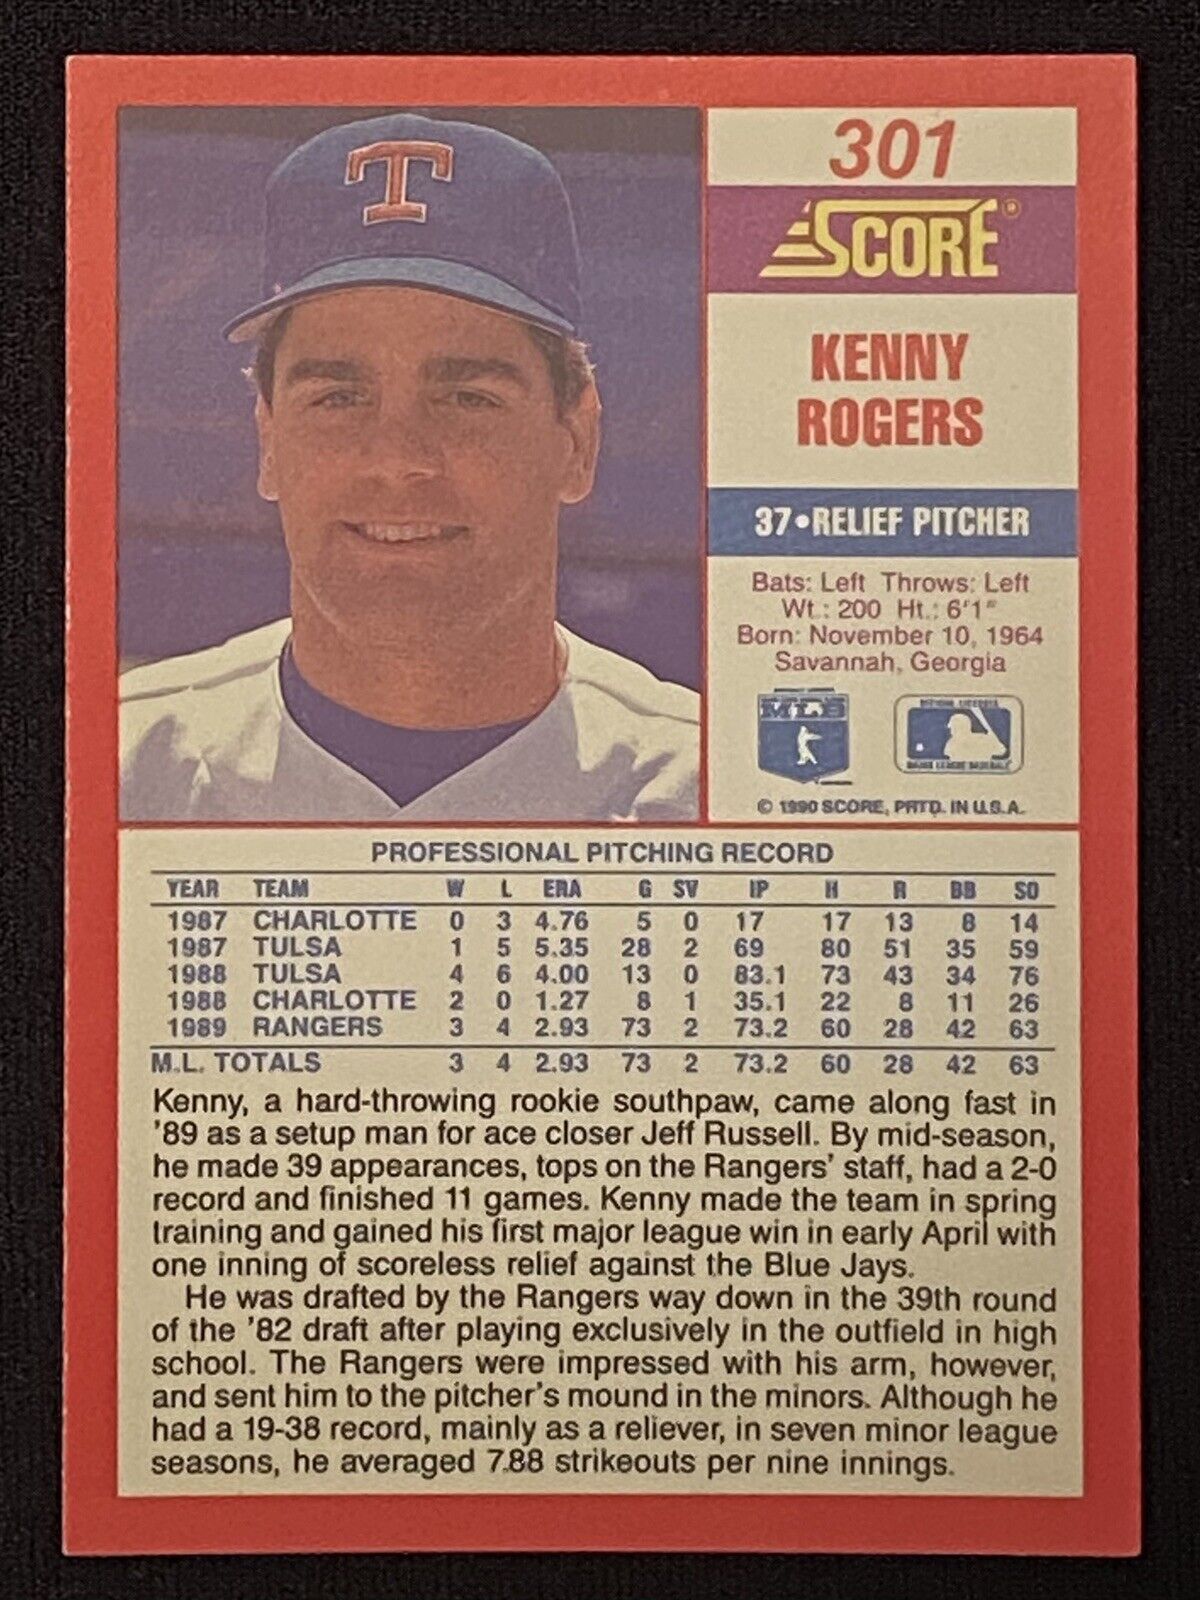 T
301
SCORE®
KENNY
ROGERS
37•RELIEF PITCHER
Bats: Left Throws: Left
Wt.: 200 Ht.: 6'1"
Born: November 10, 1964
Savannah, Georgia
MLB
MAJOR LEAGUE BASEBALL
© 1990 SCORE, PRTD. IN U.S.A.
PROFESSIONAL PITCHING RECORD
YEAR TEAM W L ERA G SV IP H R BB SO
1987 CHARLOTTE 0 3 4.76 5 0 17 17 13 8 14
1987 TULSA 1 5 5.35 28 2 69 80 51 35 59
1988 TULSA 4 6 4.00 13 0 83.1 73 43 34 76
1988 CHARLOTTE 2 0 1.27 8 1 35.1 22 8 11 26
1989 RANGERS 3 4 2.93 73 2 73.2 60 28 42 63
M.L. TOTALS 3 4 2.93 73 2 73.2 60 28 42 63
Kenny, a hard-throwing rookie southpaw, came along fast in
'89 as a setup man for ace closer Jeff Russell. By mid-season,
he made 39 appearances, tops on the Rangers' staff, had a 2-0
record and finished 11 games. Kenny made the team in spring
training and gained his first major league win in early April with
one inning of scoreless relief against the Blue Jays.
He was drafted by the Rangers way down in the 39th round
of the '82 draft after playing exclusively in the outfield in high
school. The Rangers were impressed with his arm, however,
and sent him to the pitcher's mound in the minors. Although he
had a 19-38 record, mainly as a reliever, in seven minor league
seasons, he averaged 7.88 strikeouts per nine innings.